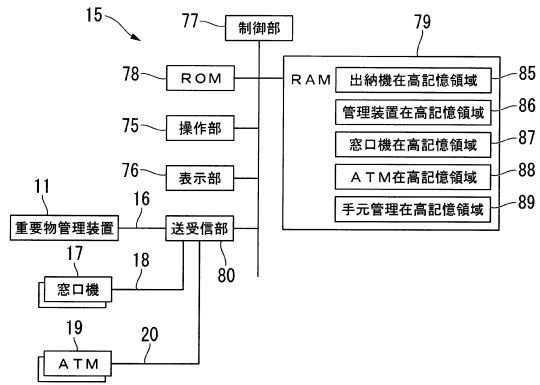 15
77
制御部
78
ROM
75
操作部
76
表示部
11
重要物管理装置
16
送受信部
80
17
窓口機
18
19
ATM
20
79
RAM
出納機在高記憶領域
85
管理装置在高記憶領域
86
窓口機在高記憶領域
87
ATM在高記憶領域
88
手元管理在高記憶領域
89